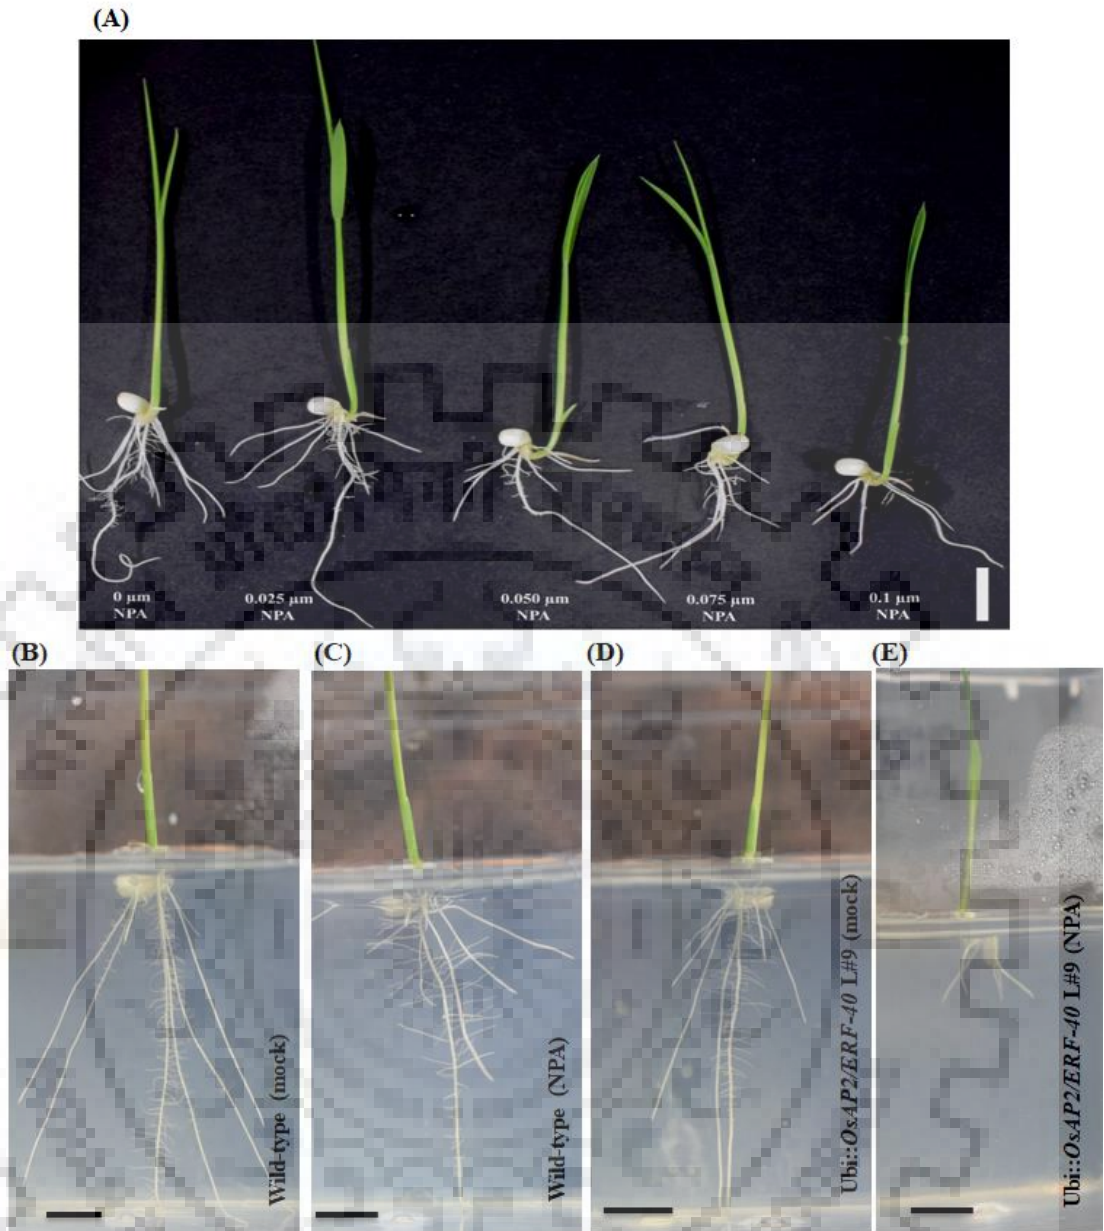 (A)
0 µm
NPA
0.025 µm
NPA
0.050 µm
NPA
0.075 µm
NPA
0.1 µm
NPA
(B)
(C)
(D)
(E)
Wild-type (mock)
Wild-type (NPA)
Ubi::OsAP2/ERF-40 L#9 (mock)
Ubi::OsAP2/ERF-40 L#9 (NPA)